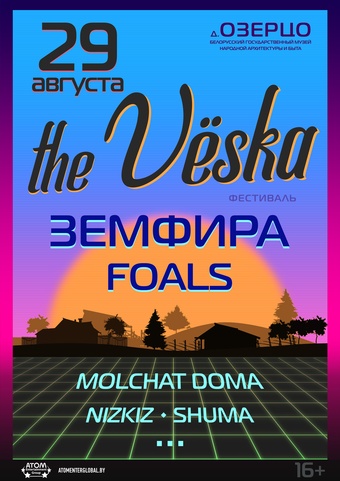 29
августа
д. ОЗЕРЦО
БЕЛОРУССКИЙ ГОСУДАРСТВЕННЫЙ МУЗЕЙ
НАРОДНОЙ АРХИТЕКТУРЫ И БЫТА
the Vёska
ФЕСТИВАЛЬ
ЗЕМФИРА
FOALS
MOLCHAT DOMA
NIZKIZ • SHUMA
...
ATOM
ATOMENTERGLOBAL.BY
16+